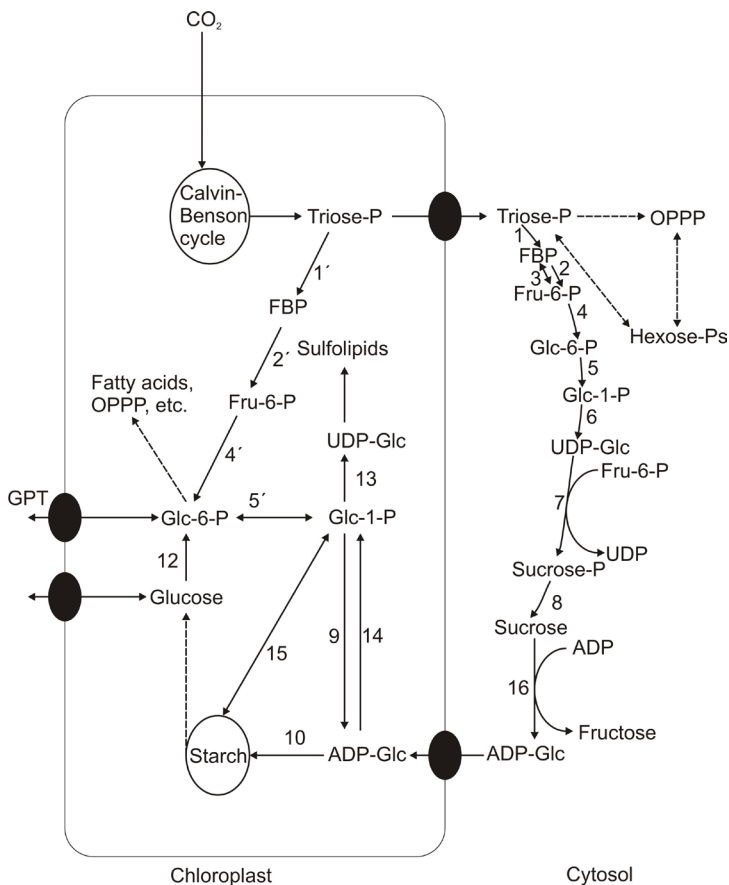 CO2
Calvin-
Benson
cycle
Triose-P
Triose-P
OPPP
1
1´
FBP
2
3
FBP
Fru-6-P
4
Hexose-Ps
Sulfolipids
Glc-6-P
2´
5
Fatty acids,
OPPP, etc.
Fru-6-P
Glc-1-P
6
UDP-Glc
UDP-Glc
4´
Fru-6-P
13
GPT
5´
7
Glc-6-P
Glc-1-P
UDP
12
Sucrose-P
Glucose
8
Sucrose
9
14
ADP
15
16
Fructose
10
Starch
ADP-Glc
ADP-Glc
Chloroplast
Cytosol